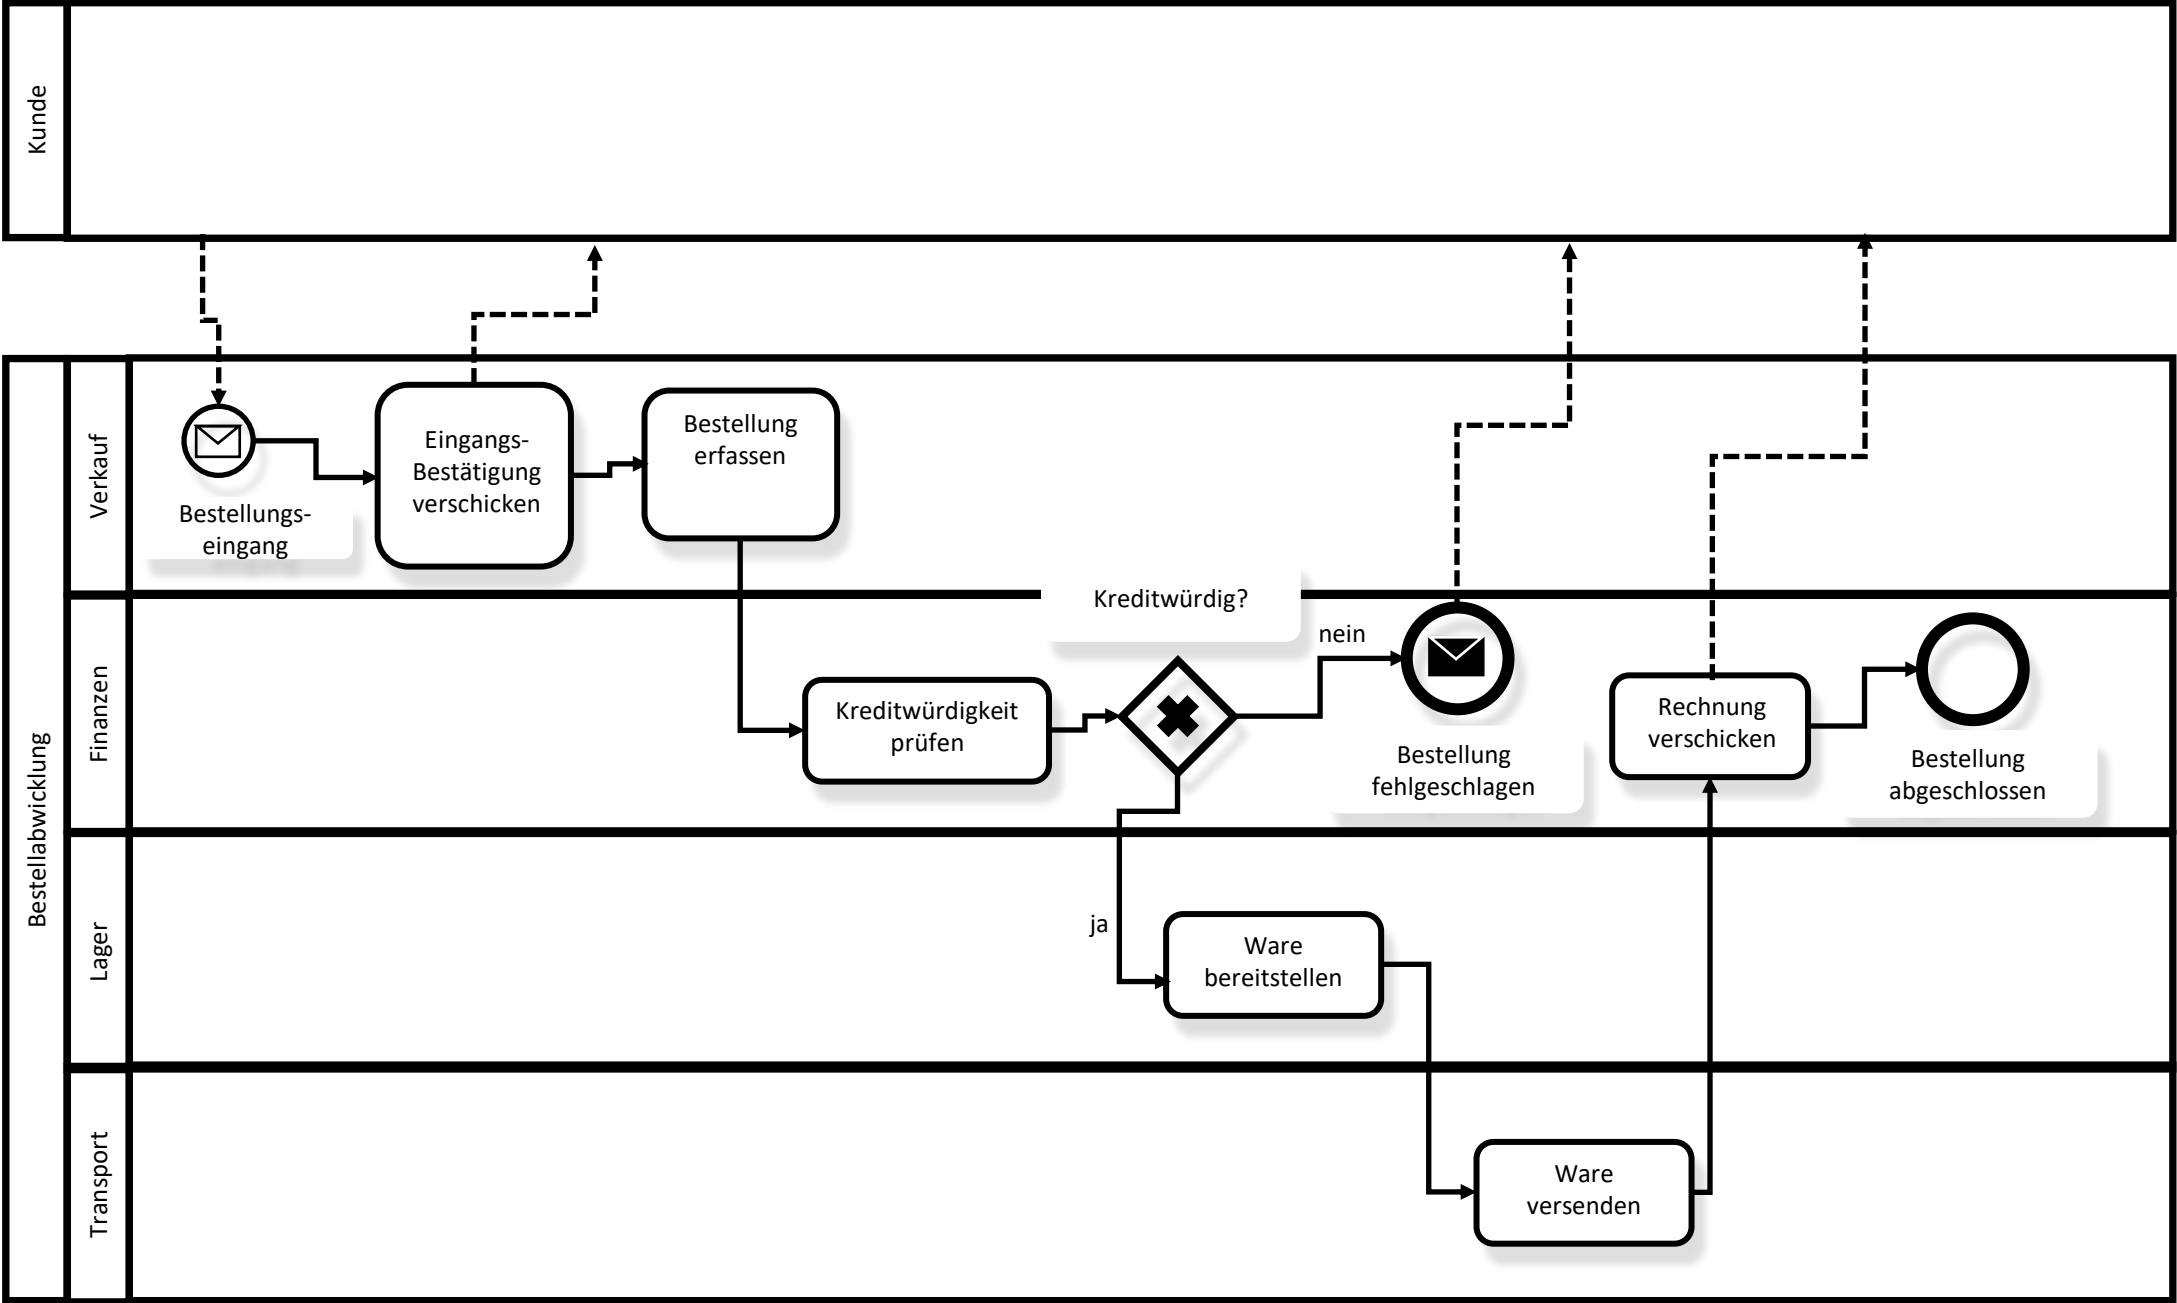 Kunde
Bestellabwicklung
Verkauf
Bestellungs-
eingang
Eingangs-
Bestätigung
verschicken
Bestellung
erfassen
Finanzen
Kreditwürdigkeit
prüfen
Kreditwürdig?
nein
Bestellung
fehlgeschlagen
Rechnung
verschicken
Bestellung
abgeschlossen
Lager
ja
Ware
bereitstellen
Transport
Ware
versenden